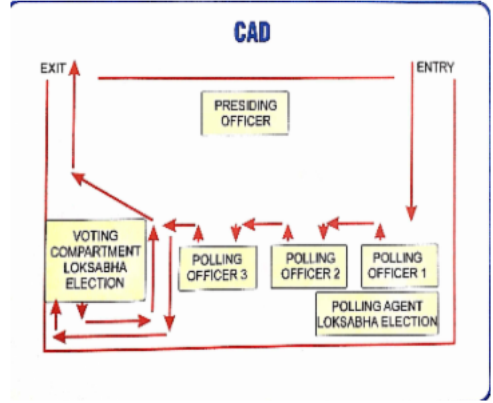 CAD
EXIT
ENTRY
PRESIDING
OFFICER
VOTING
COMPARTMENT
LOKSABHA
ELECTION
POLLING
OFFICER 3
POLLING
OFFICER 2
POLLING
OFFICER 1
POLLING AGENT
LOKSABHA ELECTION